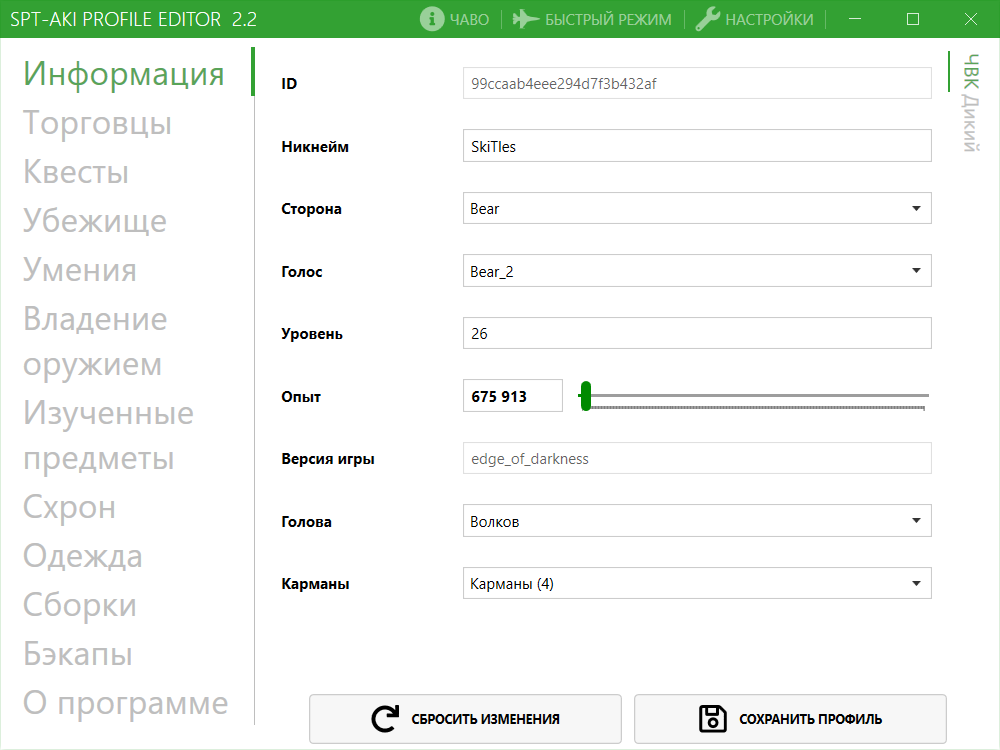 SPT-AKI PROFILE EDITOR 2.2
ЧАВО
БЫСТРЫЙ РЕЖИМ
НАСТРОЙКИ
Информация
Торговцы
Квесты
Убежище
Умения
Владение
оружием
Изученные
предметы
Схрон
Одежда
Сборки
Бэкапы
О программе
ID
99ccaab4eee294d7f3b432af
Никнейм
SkiTles
Сторона
Bear
Голос
Bear_2
Уровень
26
Опыт
675 913
Версия игры
edge_of_darkness
Голова
Волков
Карманы
Карманы (4)
ЧВК
Дикий
СБРОСИТЬ ИЗМЕНЕНИЯ
СОХРАНИТЬ ПРОФИЛЬ